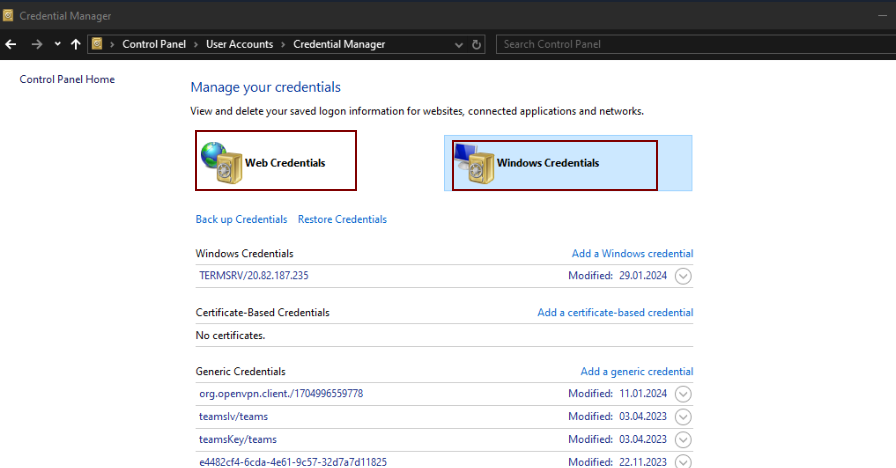 Credential Manager
Control Panel > User Accounts > Credential Manager
Search Control Panel
Control Panel Home
Manage your credentials
View and delete your saved logon information for websites, connected applications and networks.
Web Credentials
Windows Credentials
Back up Credentials Restore Credentials
Windows Credentials Add a Windows credential
TERMSRV/20.82.187.235 Modified: 29.01.2024
Certificate-Based Credentials Add a certificate-based credential
No certificates.
Generic Credentials Add a generic credential
org.openvpn.client./1704996559778 Modified: 11.01.2024
teamslv/teams Modified: 03.04.2023
teamsKey/teams Modified: 03.04.2023
e4482cf4-6cda-4e61-9c57-32d7a7d11825 Modified: 22.11.2023